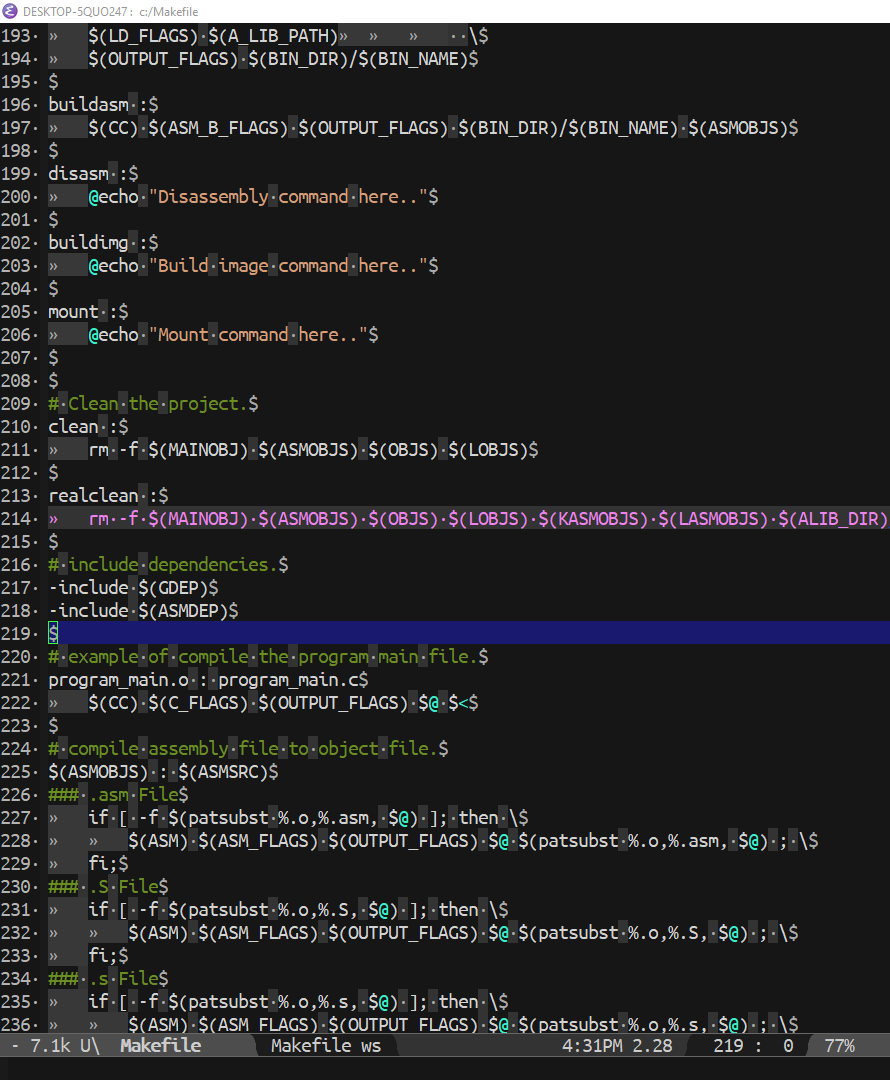 DESKTOP-5QUO247: c:/Makefile
193· »   $(LD_FLAGS)·$(A_LIB_PATH)»   »   »   ··\$
194· »   $(OUTPUT_FLAGS)·$(BIN_DIR)/$(BIN_NAME)$
195· $
196· buildasm·:$
197· »   $(CC)·$(ASM_B_FLAGS)·$(OUTPUT_FLAGS)·$(BIN_DIR)/$(BIN_NAME)·$(ASMOBJS)$
198· $
199· disasm·:$
200· »   @echo·"Disassembly·command·here.."$
201· $
202· buildimg·:$
203· »   @echo·"Build·image·command·here.."$
204· $
205· mount·:$
206· »   @echo·"Mount·command·here.."$
207· $
208· $
209· #·Clean·the·project.$
210· clean·:$
211· »   rm·-f·$(MAINOBJ)·$(ASMOBJS)·$(OBJS)·$(LOBJS)$
212· $
213· realclean·:$
214· »   rm·-f·$(MAINOBJ)·$(ASMOBJS)·$(OBJS)·$(LOBJS)·$(KASMOBJS)·$(LASMOBJS)·$(ALIB_DIR)
215· $
216· #·include·dependencies.$
217· -include·$(GDEP)$
218· -include·$(ASMDEP)$
219· $
220· #·example·of·compile·the·program·main·file.$
221· program_main.o·:·program_main.c$
222· »   $(CC)·$(C_FLAGS)·$(OUTPUT_FLAGS)·$@·$<$
223· $
224· #·compile·assembly·file·to·object·file.$
225· $(ASMOBJS)·:·$(ASMSRC)$
226· ###·.asm·File$
227· »   if·[·-f·$(patsubst·%.o,%.asm,·$@)·];·then·\$
228· »   »   $(ASM)·$(ASM_FLAGS)·$(OUTPUT_FLAGS)·$@·$(patsubst·%.o,%.asm,·$@)·;·\$
229· »   fi;$
230· ###·.S·File$
231· »   if·[·-f·$(patsubst·%.o,%.S,·$@)·];·then·\$
232· »   »   $(ASM)·$(ASM_FLAGS)·$(OUTPUT_FLAGS)·$@·$(patsubst·%.o,%.S,·$@)·;·\$
233· »   fi;$
234· ###·.s·File$
235· »   if·[·-f·$(patsubst·%.o,%.s,·$@)·];·then·\$
236· »   »   $(ASM)·$(ASM_FLAGS)·$(OUTPUT_FLAGS)·$@·$(patsubst·%.o,%.s,·$@)·;·\$
- 7.1k U\ Makefile Makefile ws 4:31PM 2.28 219 : 0 77%